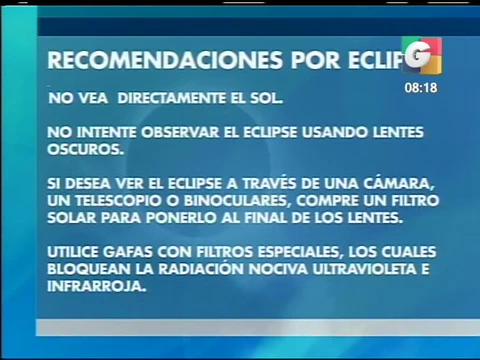 RECOMENDACIONES POR ECLIP
G
08:18
NO VEA DIRECTAMENTE EL SOL.
NO INTENTE OBSERVAR EL ECLIPSE USANDO LENTES
OSCUROS.
SI DESEA VER EL ECLIPSE A TRAVÉS DE UNA CÁMARA,
UN TELESCOPIO O BINOCULARES, COMPRE UN FILTRO
SOLAR PARA PONERLO AL FINAL DE LOS LENTES.
UTILICE GAFAS CON FILTROS ESPECIALES, LOS CUALES
BLOQUEAN LA RADIACIÓN NOCIVA ULTRAVIOLETA E
INFRARROJA.